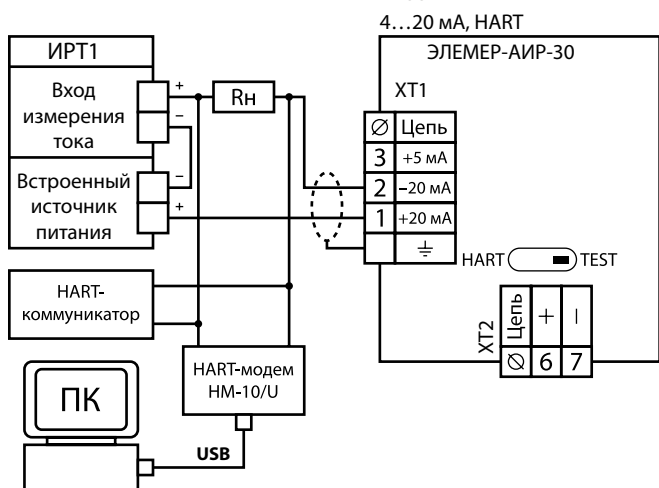 4...20 мА, HART
ИРТ1
Вход
измерения
тока
+
−
Встроенный
источник
питания
−
+
Rн
ЭЛЕМЕР-АИР-30
XT1
∅ Цепь
3 +5 мА
2 −20 мА
1 +20 мА
HART TEST
HART-
коммуникатор
XT2
Цепь + −
∅ 6 7
HART-модем
HM-10/U
ПК
USB